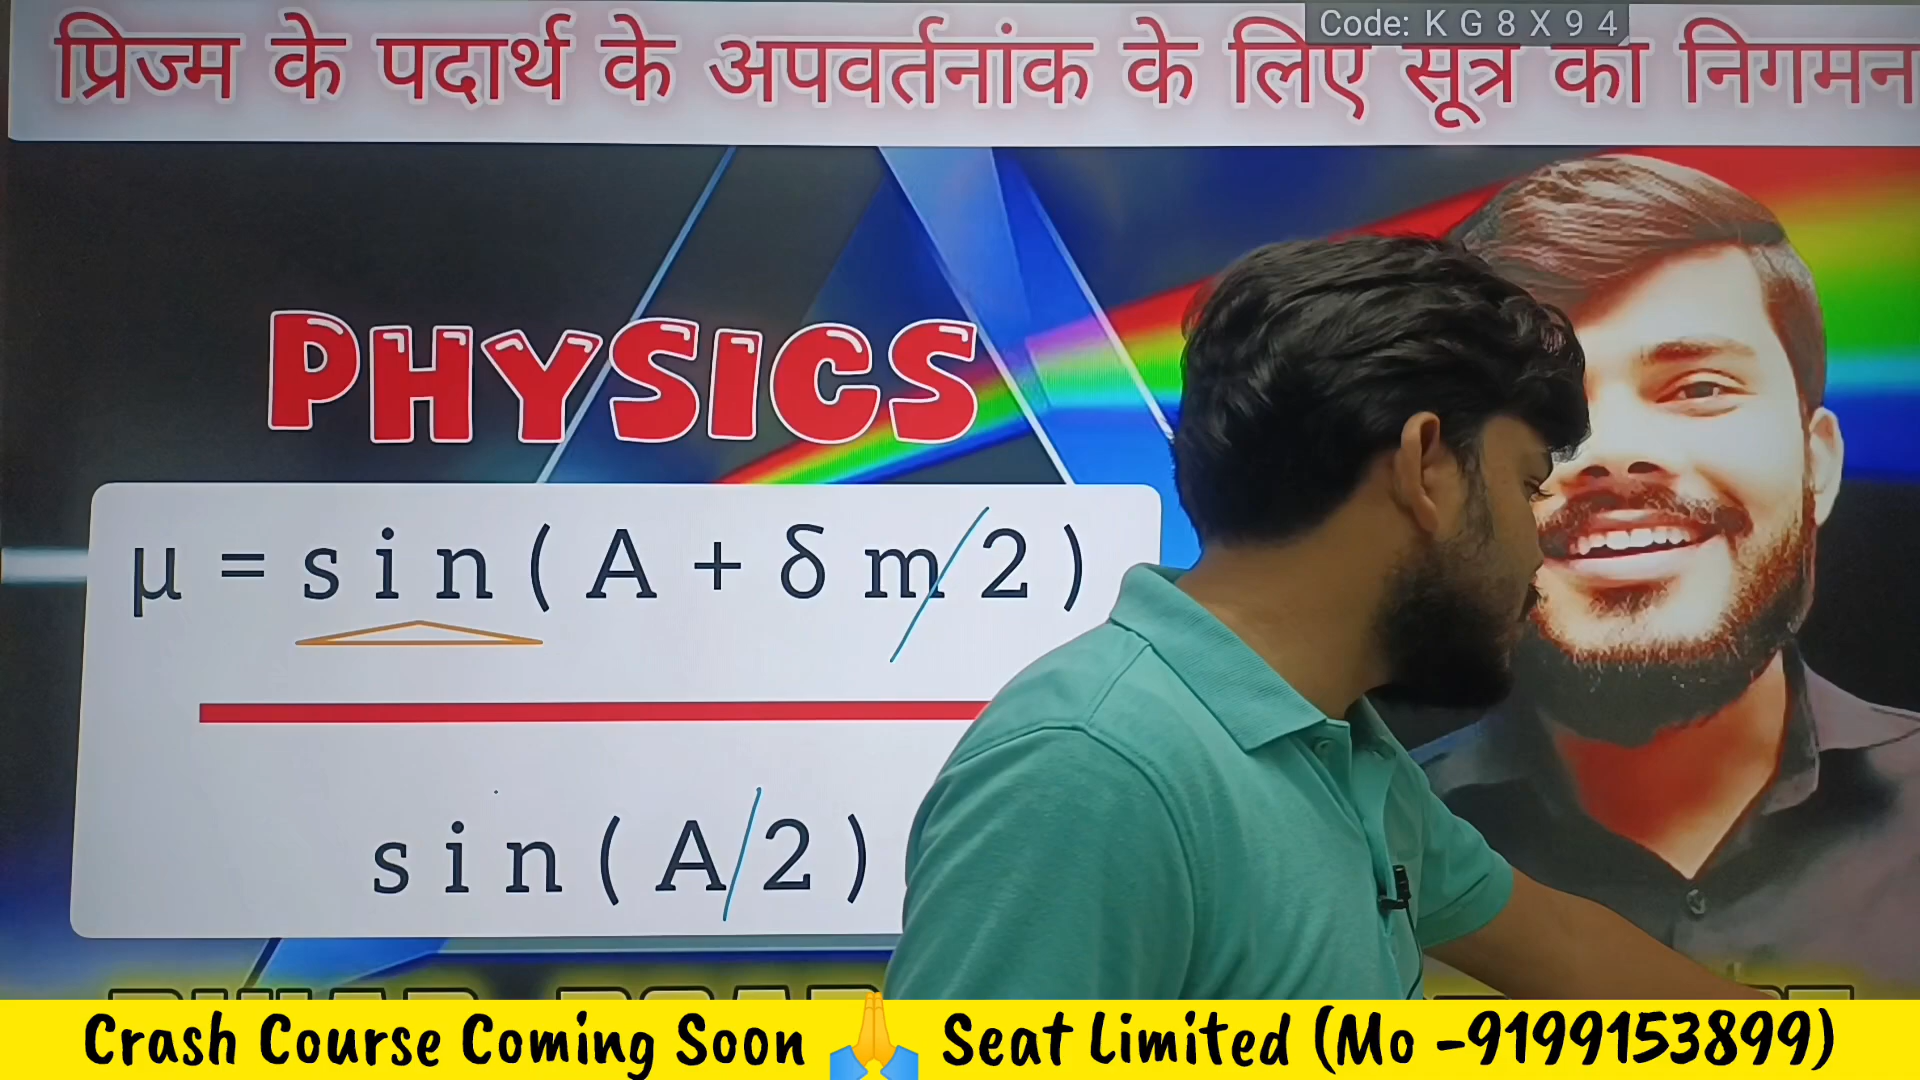 Code: K G 8 X 9 4
प्रिज्म के पदार्थ के अपवर्तनांक के लिए सूत्र का निगमन
PHYSICS
μ = sin(A + δm/2)
sin(A/2)
Crash Course Coming Soon 🙏 Seat Limited (Mo -9199153899)